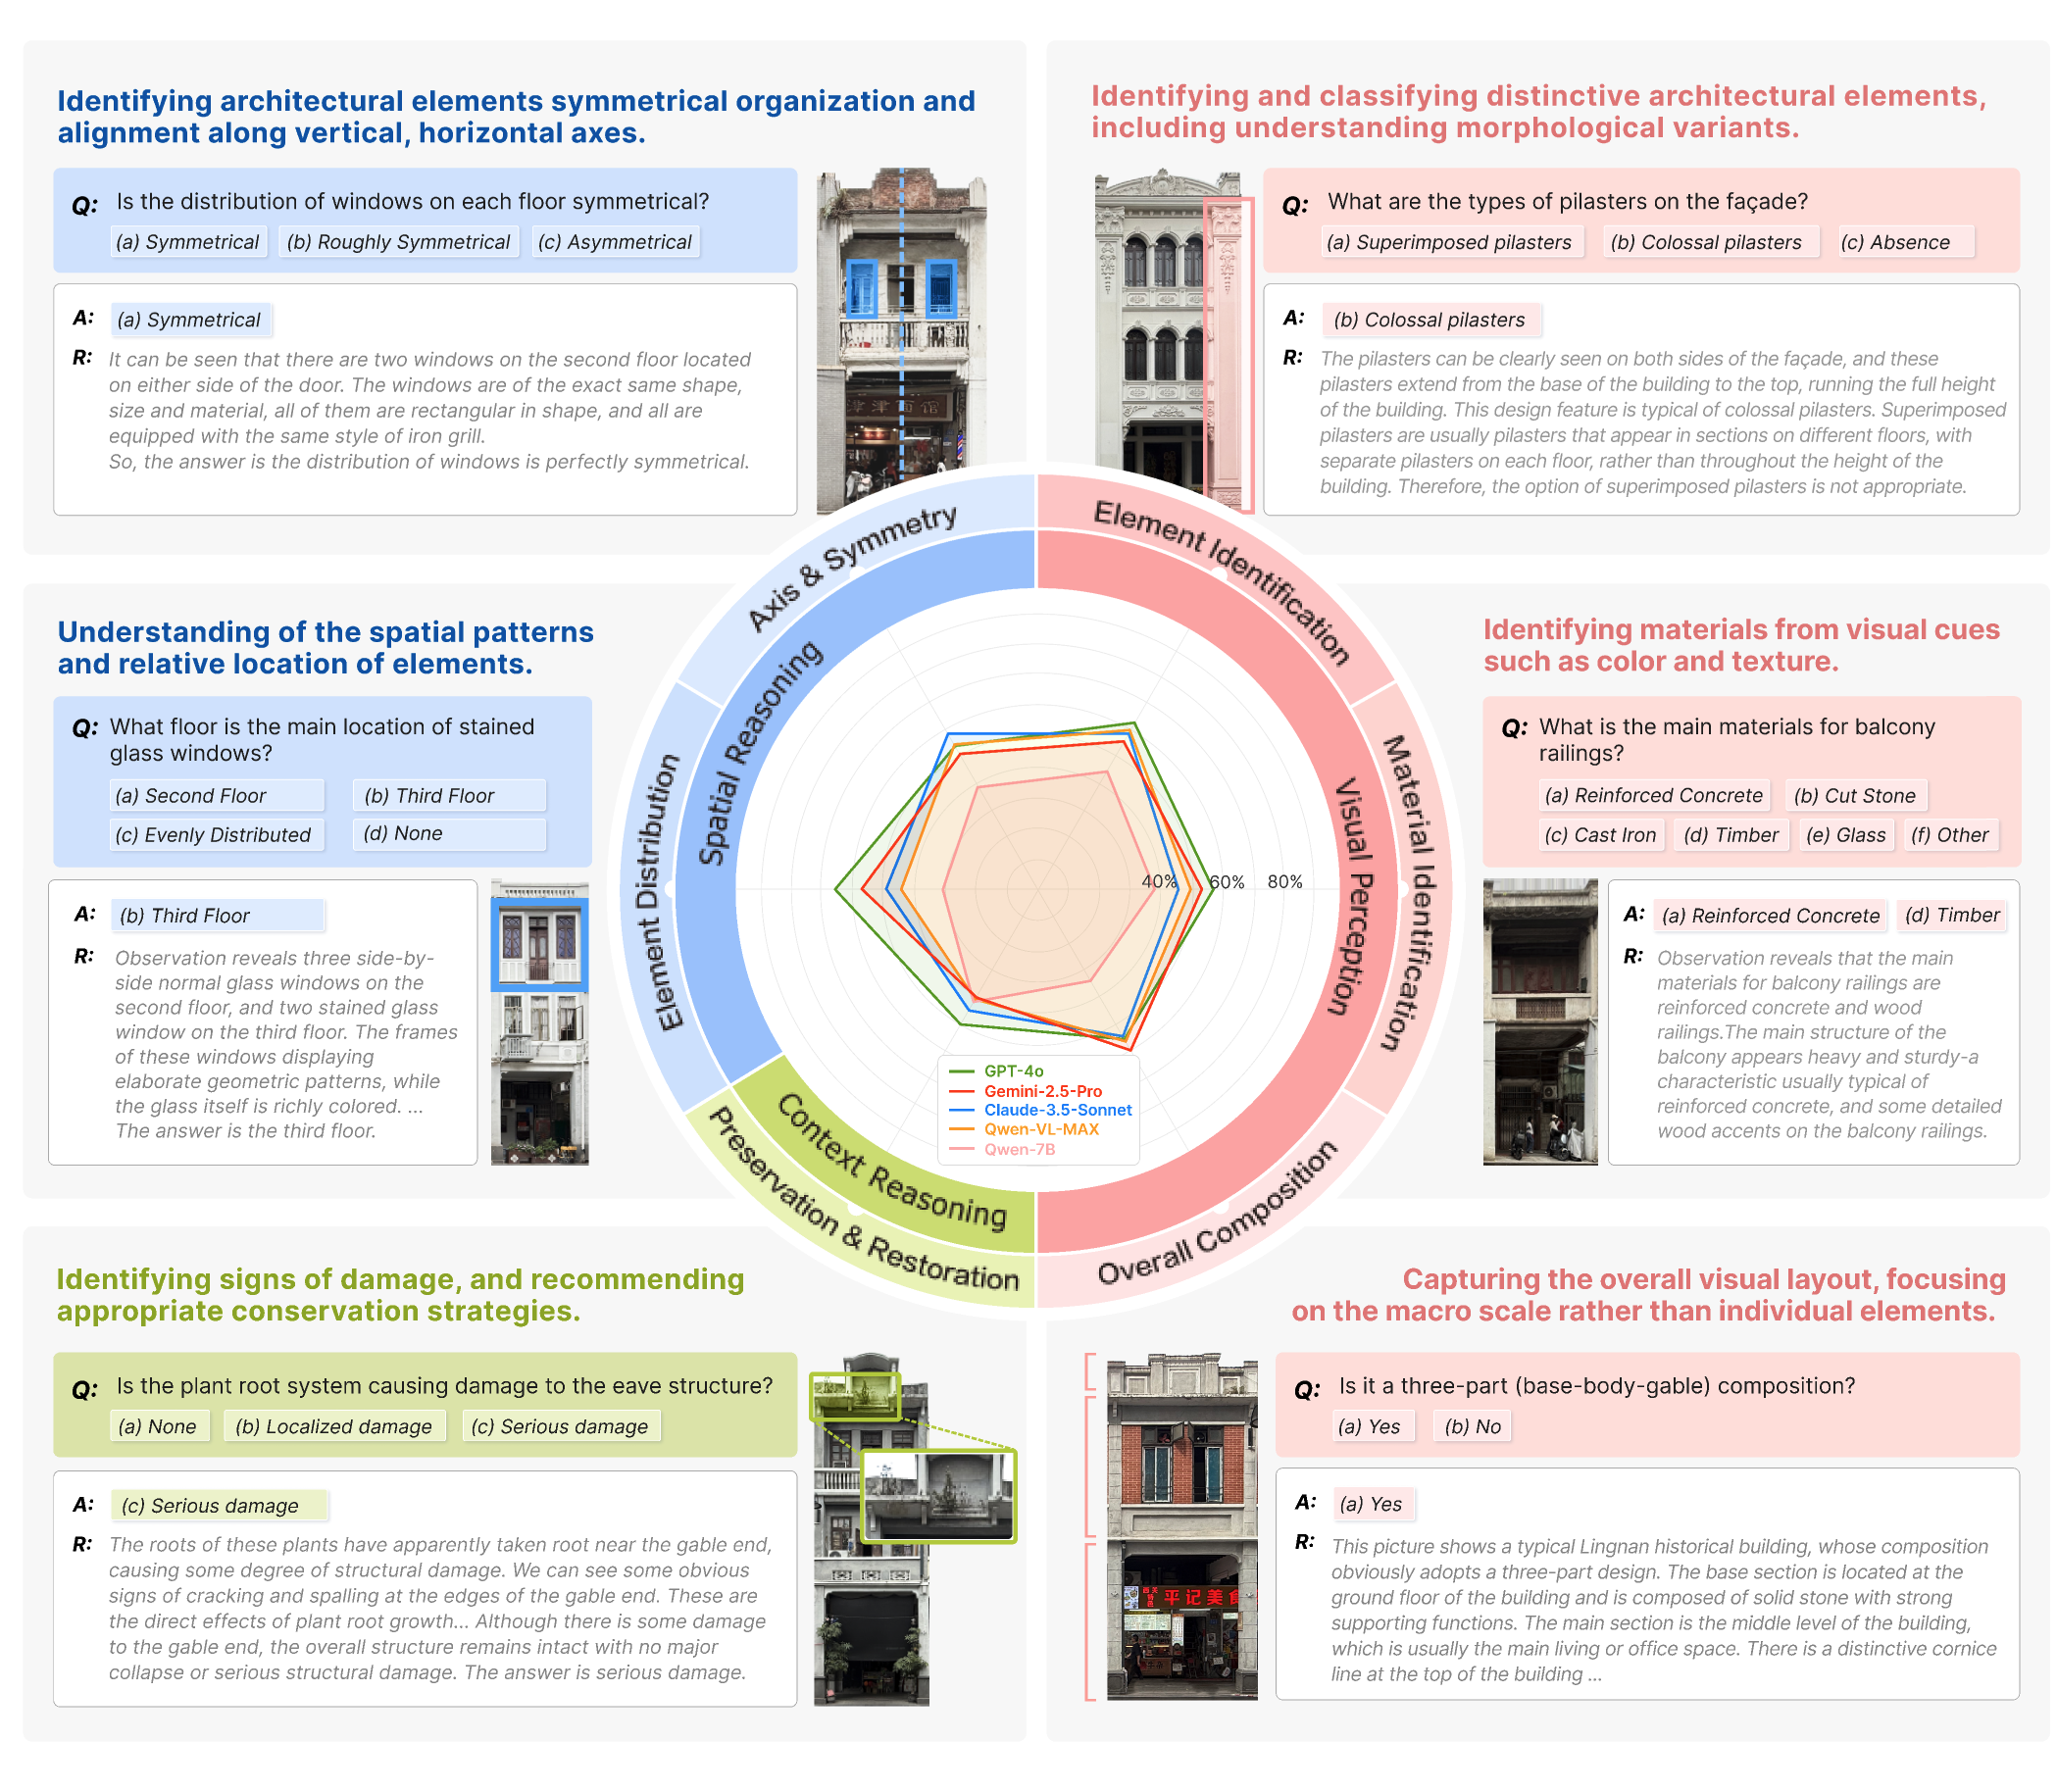 Identifying architectural elements symmetrical organization and
alignment along vertical, horizontal axes.
Q: Is the distribution of windows on each floor symmetrical?
(a) Symmetrical (b) Roughly Symmetrical (c) Asymmetrical
A: (a) Symmetrical
R: It can be seen that there are two windows on the second floor located
on either side of the door. The windows are of the exact same shape,
size and material, all of them are rectangular in shape, and all are
equipped with the same style of iron grill.
So, the answer is the distribution of windows is perfectly symmetrical.
Identifying and classifying distinctive architectural elements,
including understanding morphological variants.
Q: What are the types of pilasters on the façade?
(a) Superimposed pilasters (b) Colossal pilasters (c) Absence
A: (b) Colossal pilasters
R: The pilasters can be clearly seen on both sides of the façade, and these
pilasters extend from the base of the building to the top, running the full height
of the building. This design feature is typical of colossal pilasters. Superimposed
pilasters are usually pilasters that appear in sections on different floors, with
separate pilasters on each floor, rather than throughout the height of the
building. Therefore, the option of superimposed pilasters is not appropriate.
Understanding of the spatial patterns
and relative location of elements.
Q: What floor is the main location of stained
glass windows?
(a) Second Floor (b) Third Floor
(c) Evenly Distributed (d) None
A: (b) Third Floor
R: Observation reveals three side-by-
side normal glass windows on the
second floor, and two stained glass
window on the third floor. The frames
of these windows displaying
elaborate geometric patterns, while
the glass itself is richly colored. ...
The answer is the third floor.
Axis & Symmetry
Element Identification
Element Distribution
Spatial Reasoning
Visual Perception
Material Identification
Context Reasoning
Preservation & Restoration
Overall Composition
40% 60% 80%
GPT-4o
Gemini-2.5-Pro
Claude-3.5-Sonnet
Qwen-VL-MAX
Qwen-7B
Identifying materials from visual cues
such as color and texture.
Q: What is the main materials for balcony
railings?
(a) Reinforced Concrete (b) Cut Stone
(c) Cast Iron (d) Timber (e) Glass (f) Other
A: (a) Reinforced Concrete (d) Timber
R: Observation reveals that the main
materials for balcony railings are
reinforced concrete and wood
railings.The main structure of the
balcony appears heavy and sturdy-a
characteristic usually typical of
reinforced concrete, and some detailed
wood accents on the balcony railings.
Identifying signs of damage, and recommending
appropriate conservation strategies.
Q: Is the plant root system causing damage to the eave structure?
(a) None (b) Localized damage (c) Serious damage
A: (c) Serious damage
R: The roots of these plants have apparently taken root near the gable end,
causing some degree of structural damage. We can see some obvious
signs of cracking and spalling at the edges of the gable end. These are
the direct effects of plant root growth... Although there is some damage
to the gable end, the overall structure remains intact with no major
collapse or serious structural damage. The answer is serious damage.
Capturing the overall visual layout, focusing
on the macro scale rather than individual elements.
Q: Is it a three-part (base-body-gable) composition?
(a) Yes (b) No
A: (a) Yes
R: This picture shows a typical Lingnan historical building, whose composition
obviously adopts a three-part design. The base section is located at the
ground floor of the building and is composed of solid stone with strong
supporting functions. The main section is the middle level of the building,
which is usually the main living or office space. There is a distinctive cornice
line at the top of the building ...
平记美食